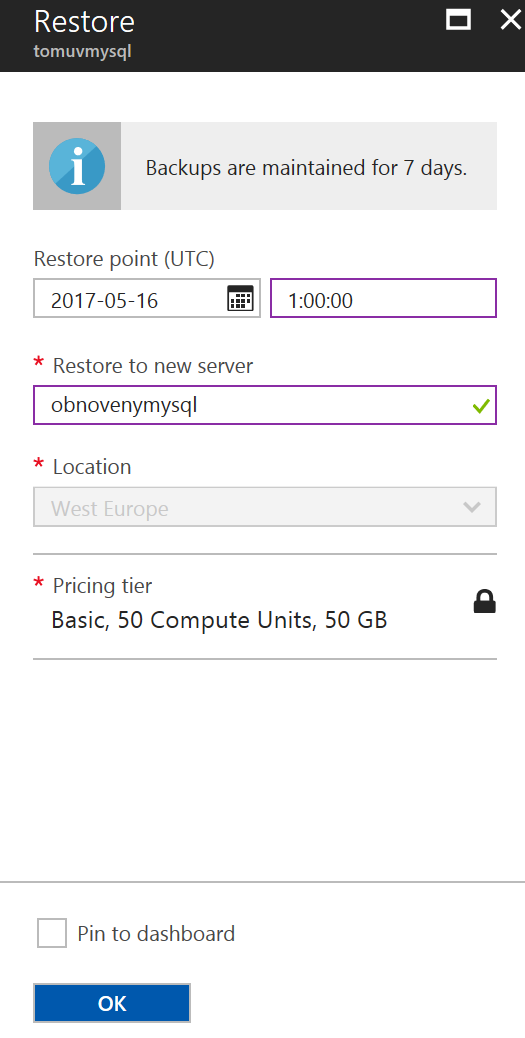 Restore
tomuvmysql
Backups are maintained for 7 days.
Restore point (UTC)
2017-05-16 1:00:00
* Restore to new server
obnovenymysql
* Location
West Europe
* Pricing tier
Basic, 50 Compute Units, 50 GB
Pin to dashboard
OK